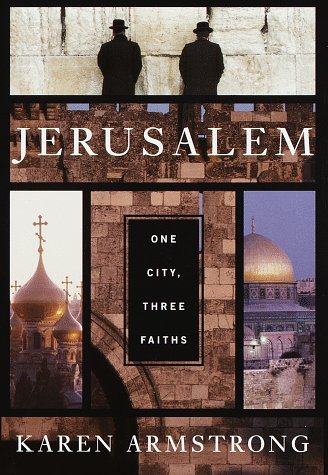 JERUSALEM
ONE
CITY,
THREE
FAITHS
KAREN ARMSTRONG